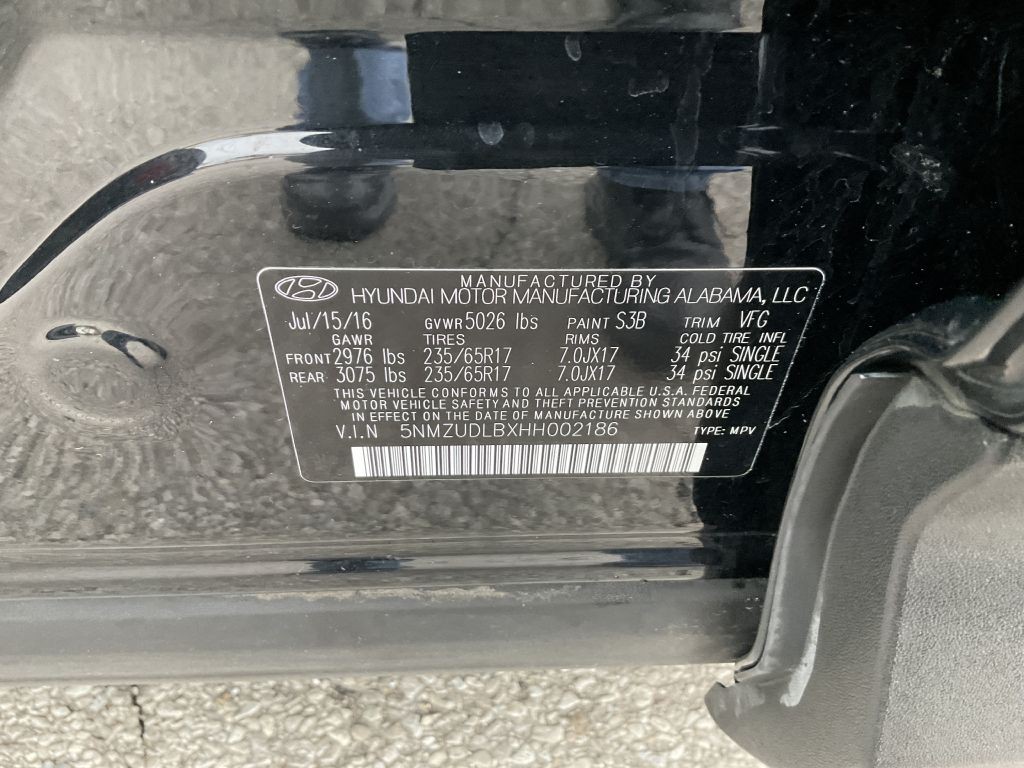 MANUFACTURED BY
HYUNDAI MOTOR MANUFACTURING ALABAMA, LLC
Jul/15/16 GVWR 5026 lbs PAINT S3B TRIM VFG
GAWR TIRES RIMS COLD TIRE INFL
FRONT 2976 lbs 235/65R17 7.0JX17 34 psi SINGLE
REAR 3075 lbs 235/65R17 7.0JX17 34 psi SINGLE
THIS VEHICLE CONFORMS TO ALL APPLICABLE U.S.A. FEDERAL
MOTOR VEHICLE SAFETY AND THEFT PREVENTION STANDARDS
IN EFFECT ON THE DATE OF MANUFACTURE SHOWN ABOVE
V.I.N 5NMZUDLBXHH002186 TYPE: MPV